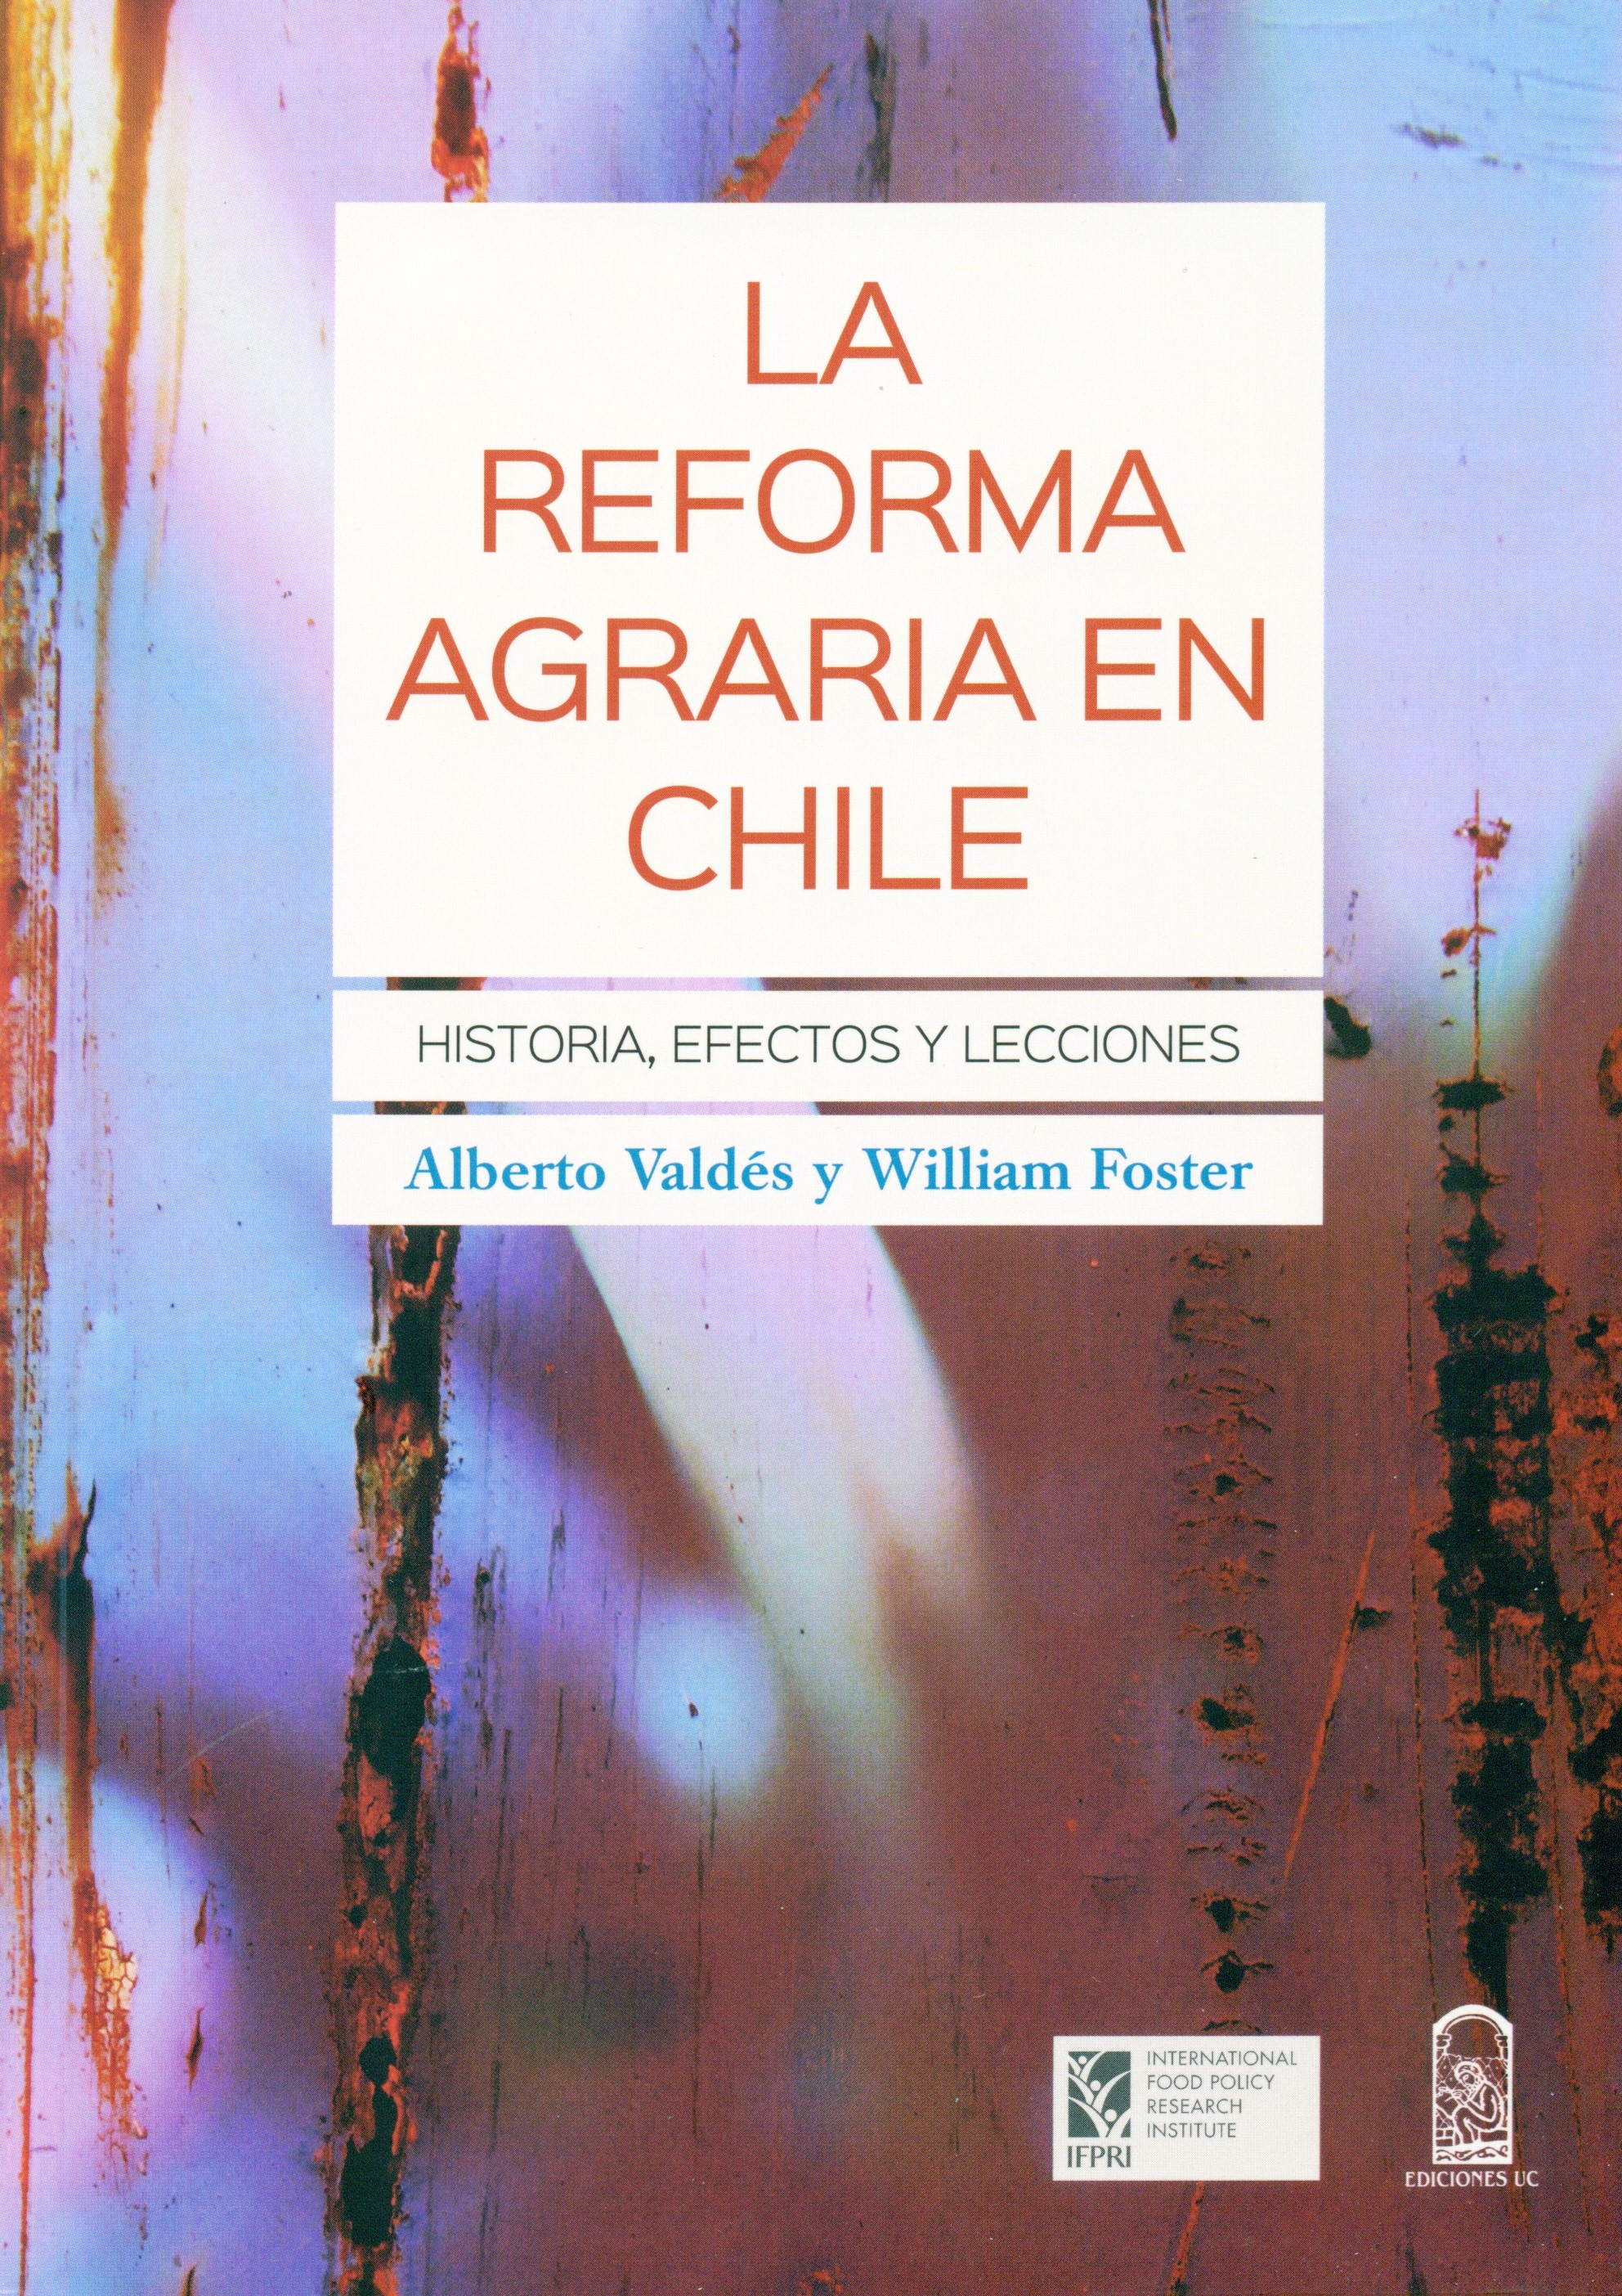 LA
REFORMA
AGRARIA EN
CHILE
HISTORIA, EFECTOS Y LECCIONES
Alberto Valdés y William Foster
INTERNATIONAL
FOOD POLICY
RESEARCH
INSTITUTE
IFPRI
EDICIONES UC